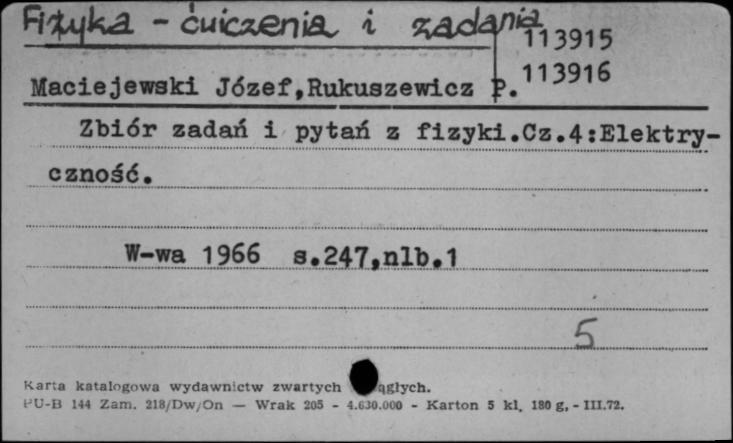 Fizyka - ćwiczenia i zadania
113915
113916
Maciejewski Józef,Rukuszewicz P.
Zbiór zadań i pytań z fizyki.Cz.4:Elektry-
czność.
W-wa 1966 s.247,nlb.1
5
Karta katalogowa wydawnictw zwartych ągłych.
PU-B 144 Zam. 218/Dw/On — Wrak 205 - 4.630.000 - Karton 5 kl. 180 g, - III.72.